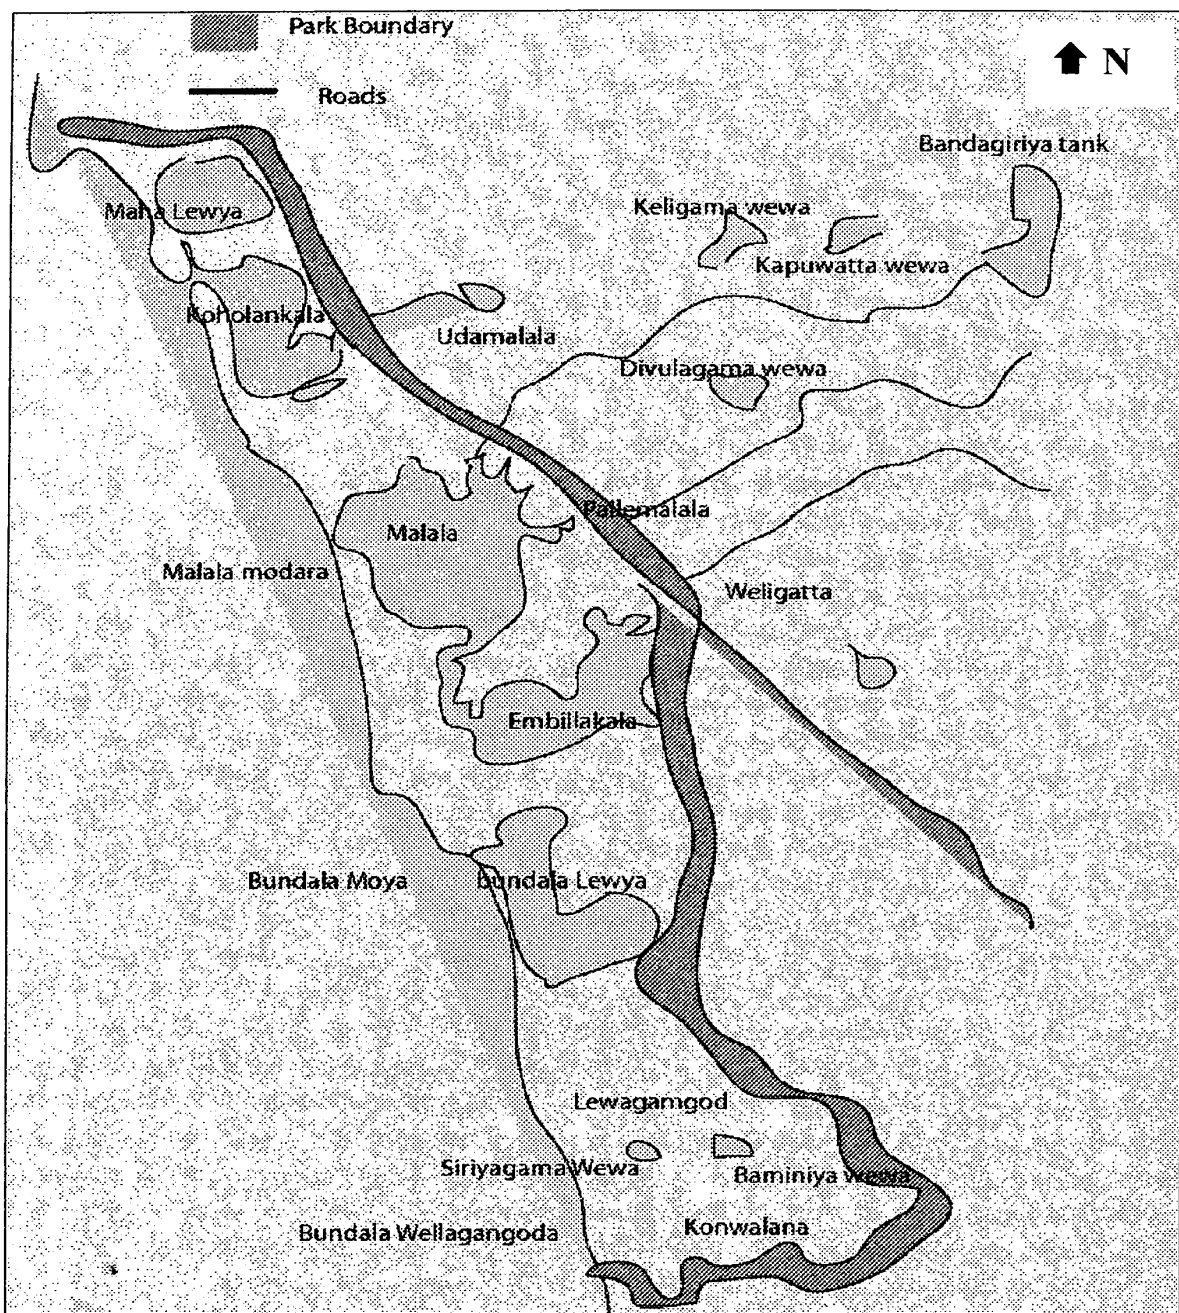 Park Boundary
Roads
N
Bandagiriya tank
Keligama wewa
Maha Lewya
Kapuwatta wewa
Koholankala
Udamalala
Divulagama wewa
Pallemalala
Malala
Malala modara
Weligatta
Embillakala
Bundala Moya
bundala Lewya
Lewagamgod
Siriyagama Wewa
Baminiya wewa
Bundala Wellagangoda
Konwalana